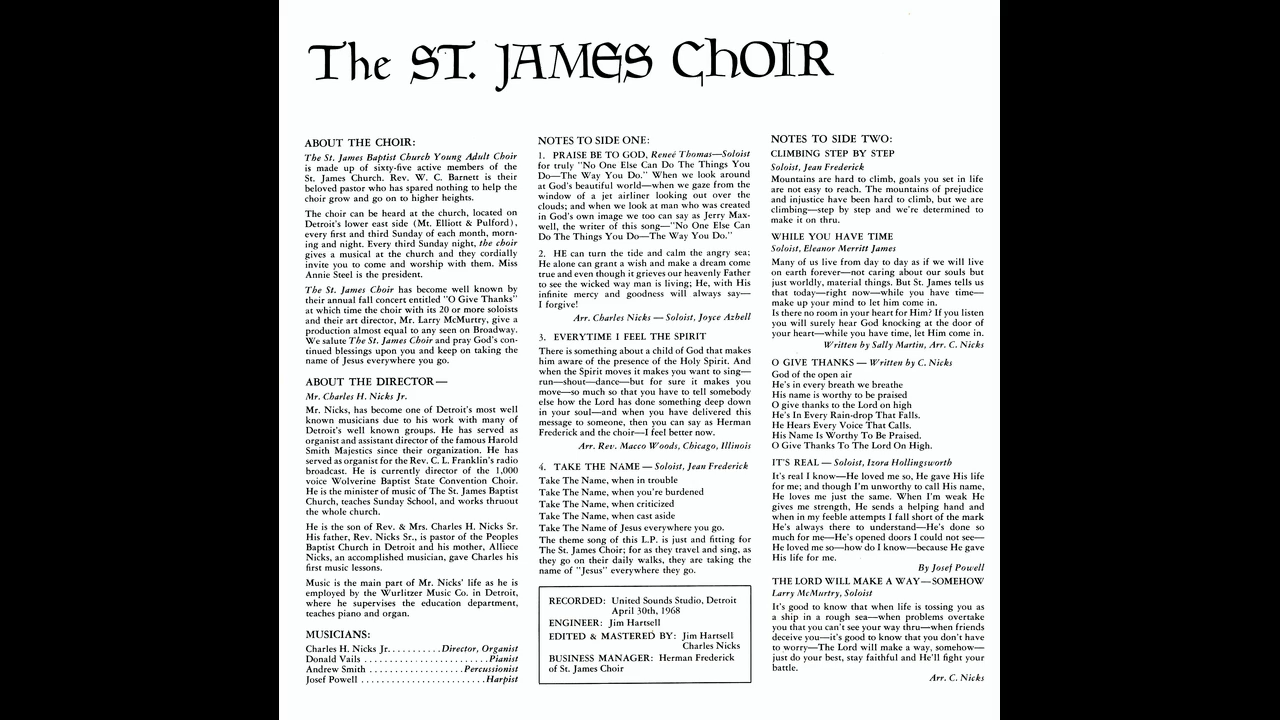 The ST. JAMES CHOIR
ABOUT THE CHOIR:
The St. James Baptist Church Young Adult Choir
is made up of sixty-five active members of the
St. James Church. Rev. W. C. Barnett is their
beloved pastor who has spared nothing to help the
choir grow and go on to higher heights.
The choir can be heard at the church, located on
Detroit's lower east side (Mt. Elliott & Pulford),
every first and third Sunday of each month, morn-
ing and night. Every third Sunday night, the choir
gives a musical at the church and they cordially
invite you to come and worship with them. Miss
Annie Steel is the president.
The St. James Choir has become well known by
their annual fall concert entitled "O Give Thanks"
at which time the choir with its 20 or more soloists
and their art director, Mr. Larry McMurtry, give a
production almost equal to any seen on Broadway.
We salute The St. James Choir and pray God's con-
tinued blessings upon you and keep on taking the
name of Jesus everywhere you go.
ABOUT THE DIRECTOR—
Mr. Charles H. Nicks Jr.
Mr. Nicks, has become one of Detroit's most well
known musicians due to his work with many of
Detroit's well known groups. He has served as
organist and assistant director of the famous Harold
Smith Majestics since their organization. He has
served as organist for the Rev. C. L. Franklin's radio
broadcast. He is currently director of the 1,000
voice Wolverine Baptist State Convention Choir.
He is the minister of music of The St. James Baptist
Church, teaches Sunday School, and works thruout
the whole church.
He is the son of Rev. & Mrs. Charles H. Nicks Sr.
His father, Rev. Nicks Sr., is pastor of the Peoples
Baptist Church in Detroit and his mother, Alliece
Nicks, an accomplished musician, gave Charles his
first music lessons.
Music is the main part of Mr. Nicks' life as he is
employed by the Wurlitzer Music Co. in Detroit,
where he supervises the education department,
teaches piano and organ.
MUSICIANS:
Charles H. Nicks Jr. . . . . . . . . . . Director, Organist
Donald Vails . . . . . . . . . . . . . . . . . . . . . . . Pianist
Andrew Smith . . . . . . . . . . . . . . . . . . Percussionist
Josef Powell . . . . . . . . . . . . . . . . . . . . . . . Harpist
NOTES TO SIDE ONE:
1. PRAISE BE TO GOD, Reneé Thomas—Soloist
for truly "No One Else Can Do The Things You
Do—The Way You Do." When we look around
at God's beautiful world—when we gaze from the
window of a jet airliner looking out over the
clouds; and when we look at man who was created
in God's own image we too can say as Jerry Max-
well, the writer of this song—"No One Else Can
Do The Things You Do—The Way You Do."
2. HE can turn the tide and calm the angry sea;
He alone can grant a wish and make a dream come
true and even though it grieves our heavenly Father
to see the wicked way man is living; He, with His
infinite mercy and goodness will always say—
I forgive!
Arr. Charles Nicks — Soloist, Joyce Azhell
3. EVERYTIME I FEEL THE SPIRIT
There is something about a child of God that makes
him aware of the presence of the Holy Spirit. And
when the Spirit moves it makes you want to sing—
run—shout—dance—but for sure it makes you
move—so much so that you have to tell somebody
else how the Lord has done something deep down
in your soul—and when you have delivered this
message to someone, then you can say as Herman
Frederick and the choir—I feel better now.
Arr. Rev. Macco Woods, Chicago, Illinois
4. TAKE THE NAME — Soloist, Jean Frederick
Take The Name, when in trouble
Take The Name, when you're burdened
Take The Name, when criticized
Take The Name, when cast aside
Take The Name of Jesus everywhere you go.
The theme song of this L.P. is just and fitting for
The St. James Choir; for as they travel and sing, as
they go on their daily walks, they are taking the
name of "Jesus" everywhere they go.
RECORDED: United Sounds Studio, Detroit
April 30th, 1968
ENGINEER: Jim Hartsell
EDITED & MASTERED BY: Jim Hartsell
Charles Nicks
BUSINESS MANAGER: Herman Frederick
of St. James Choir
NOTES TO SIDE TWO:
CLIMBING STEP BY STEP
Soloist, Jean Frederick
Mountains are hard to climb, goals you set in life
are not easy to reach. The mountains of prejudice
and injustice have been hard to climb, but we are
climbing—step by step and we're determined to
make it on thru.
WHILE YOU HAVE TIME
Soloist, Eleanor Merritt James
Many of us live from day to day as if we will live
on earth forever—not caring about our souls but
just worldly, material things. But St. James tells us
that today—right now—while you have time—
make up your mind to let him come in.
Is there no room in your heart for Him? If you listen
you will surely hear God knocking at the door of
your heart—while you have time, let Him come in.
Written by Sally Martin, Arr. C. Nicks
O GIVE THANKS — Written by C. Nicks
God of the open air
He's in every breath we breathe
His name is worthy to be praised
O give thanks to the Lord on high
He's In Every Rain-drop That Falls.
He Hears Every Voice That Calls.
His Name Is Worthy To Be Praised.
O Give Thanks To The Lord On High.
IT'S REAL — Soloist, Izora Hollingsworth
It's real I know—He loved me so, He gave His life
for me; and though I'm unworthy to call His name,
He loves me just the same. When I'm weak He
gives me strength, He sends a helping hand and
when in my feeble attempts I fall short of the mark
He's always there to understand—He's done so
much for me—He's opened doors I could not see—
He loved me so—how do I know—because He gave
His life for me.
By Josef Powell
THE LORD WILL MAKE A WAY—SOMEHOW
Larry McMurtry, Soloist
It's good to know that when life is tossing you as
a ship in a rough sea—when problems overtake
you that you can't see your way thru—when friends
deceive you—it's good to know that you don't have
to worry—The Lord will make a way, somehow—
just do your best, stay faithful and He'll fight your
battle.
Arr. C. Nicks